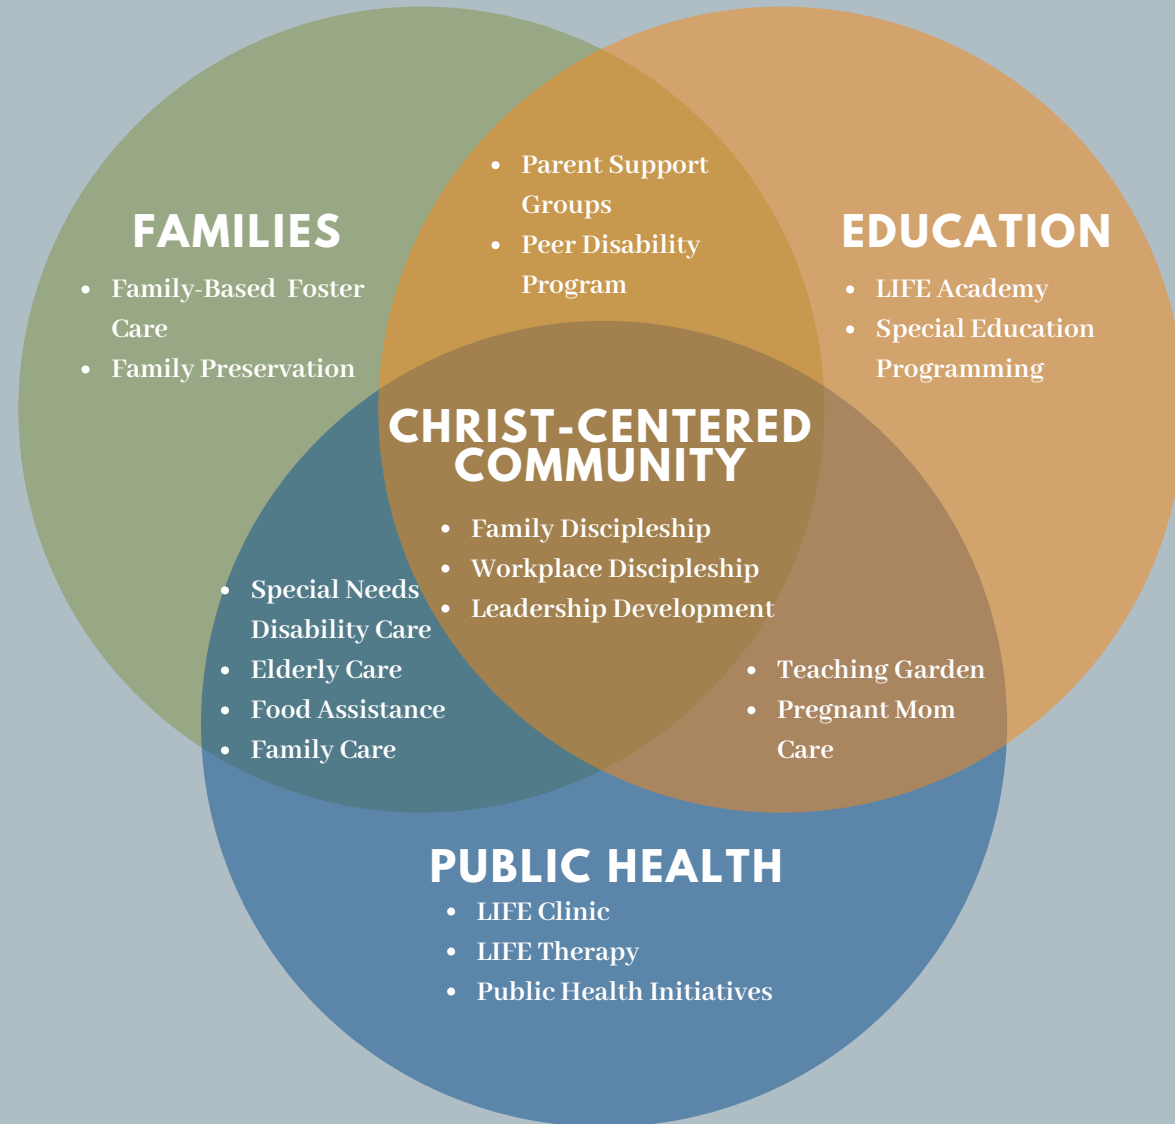 FAMILIES
• Family-Based Foster
Care
• Family Preservation
• Parent Support
Groups
• Peer Disability
Program
EDUCATION
• LIFE Academy
• Special Education
Programming
CHRIST-CENTERED
COMMUNITY
• Family Discipleship
• Workplace Discipleship
• Leadership Development
• Special Needs
Disability Care
• Elderly Care
• Food Assistance
• Family Care
• Teaching Garden
• Pregnant Mom
Care
PUBLIC HEALTH
• LIFE Clinic
• LIFE Therapy
• Public Health Initiatives